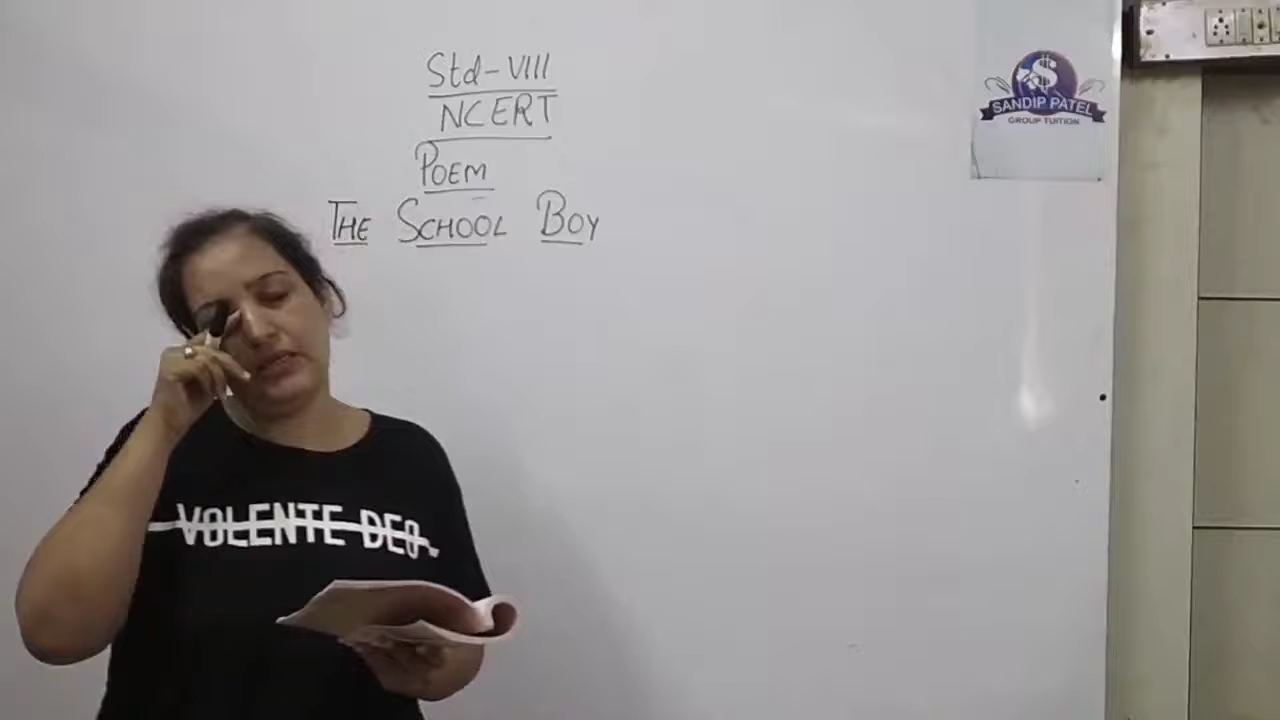 Std-VIII
NCERT
POEM
THE SCHOOL BOY
SANDIP PATEL
GROUP TUITION
VOLENTE DEO